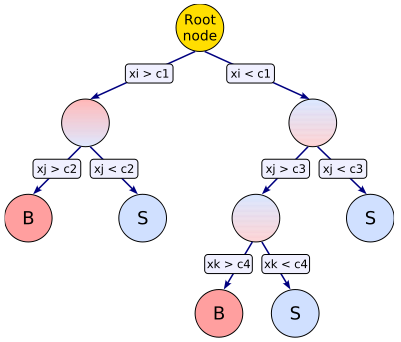 Root
node
xi > c1
xi < c1
xj > c2
xj < c2
xj > c3
xj < c3
B
S
S
xk > c4
xk < c4
B
S